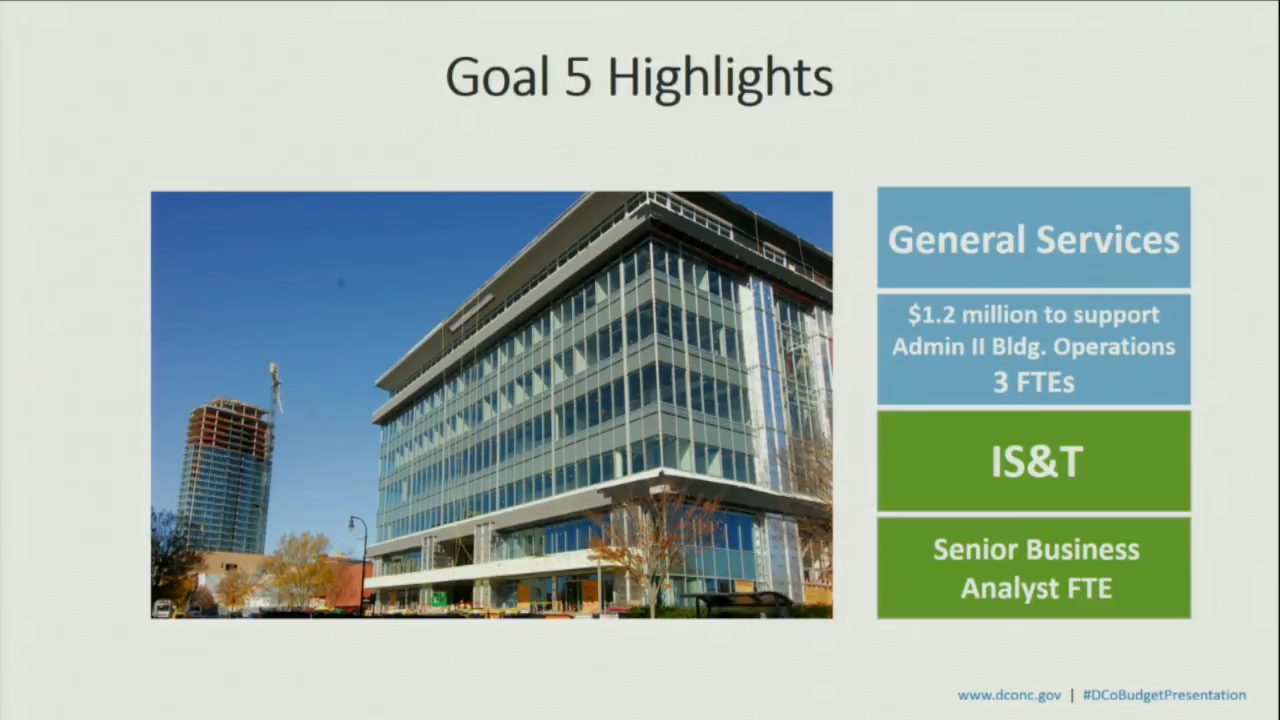 Goal 5 Highlights
General Services
$1.2 million to support
Admin II Bldg. Operations
3 FTEs
IS&T
Senior Business
Analyst FTE
www.dconc.gov | #DCoBudgetPresentation